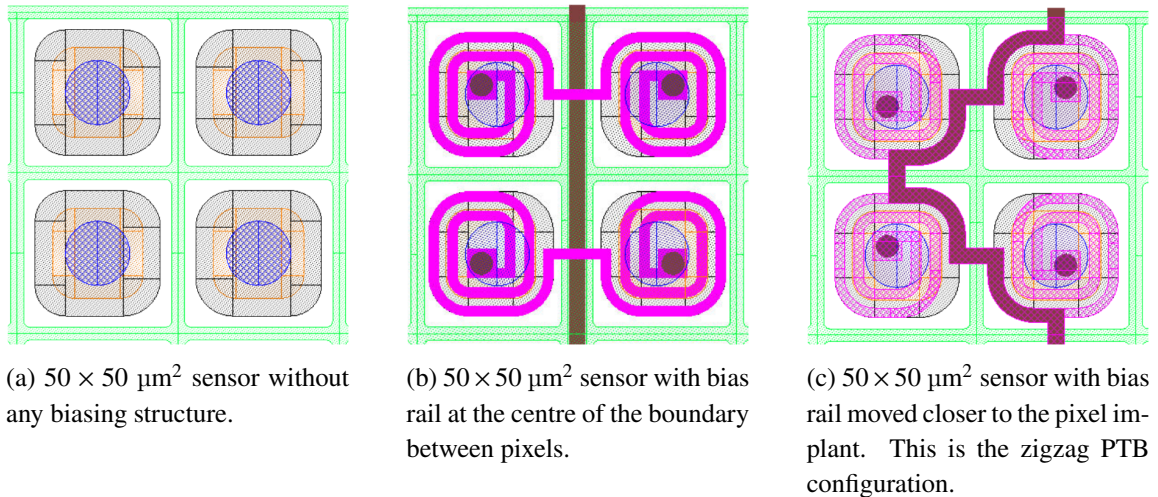 (a) 50 × 50 µm² sensor without
any biasing structure.
(b) 50 × 50 µm² sensor with bias
rail at the centre of the boundary
between pixels.
(c) 50 × 50 µm² sensor with bias
rail moved closer to the pixel im-
plant. This is the zigzag PTB
configuration.